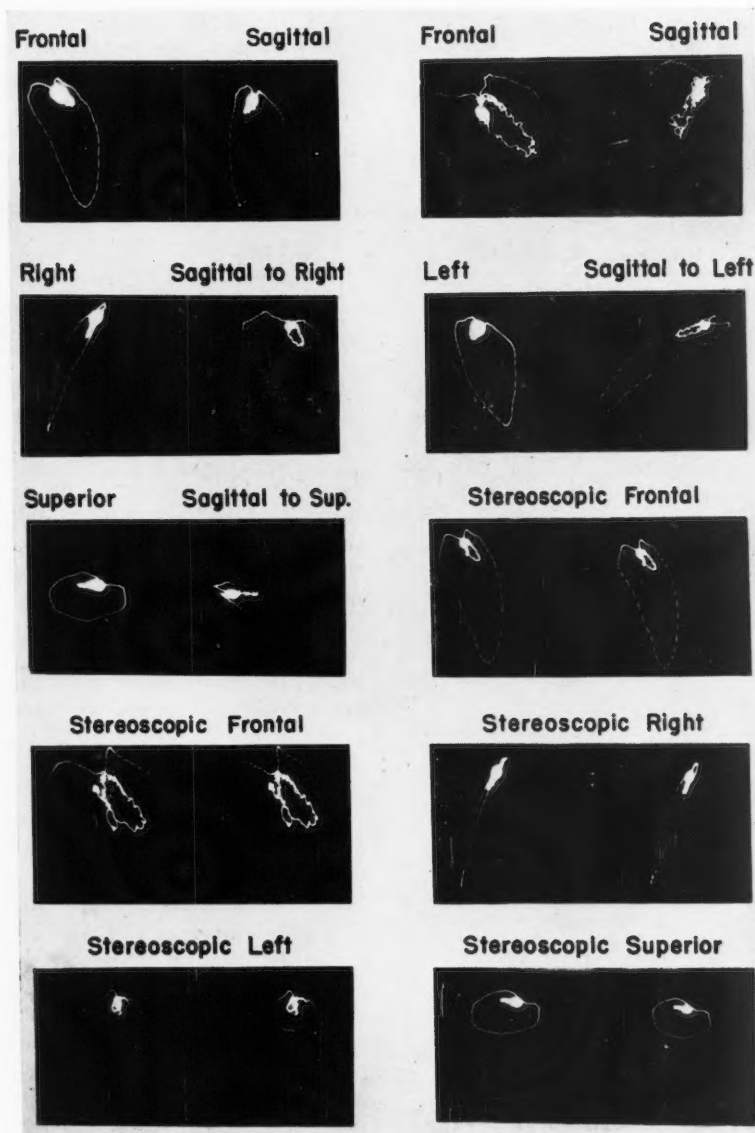 Frontal Sagittal
Frontal Sagittal
Right Sagittal to Right
Left Sagittal to Left
Superior Sagittal to Sup.
Stereoscopic Frontal
Stereoscopic Frontal
Stereoscopic Right
Stereoscopic Left
Stereoscopic Superior